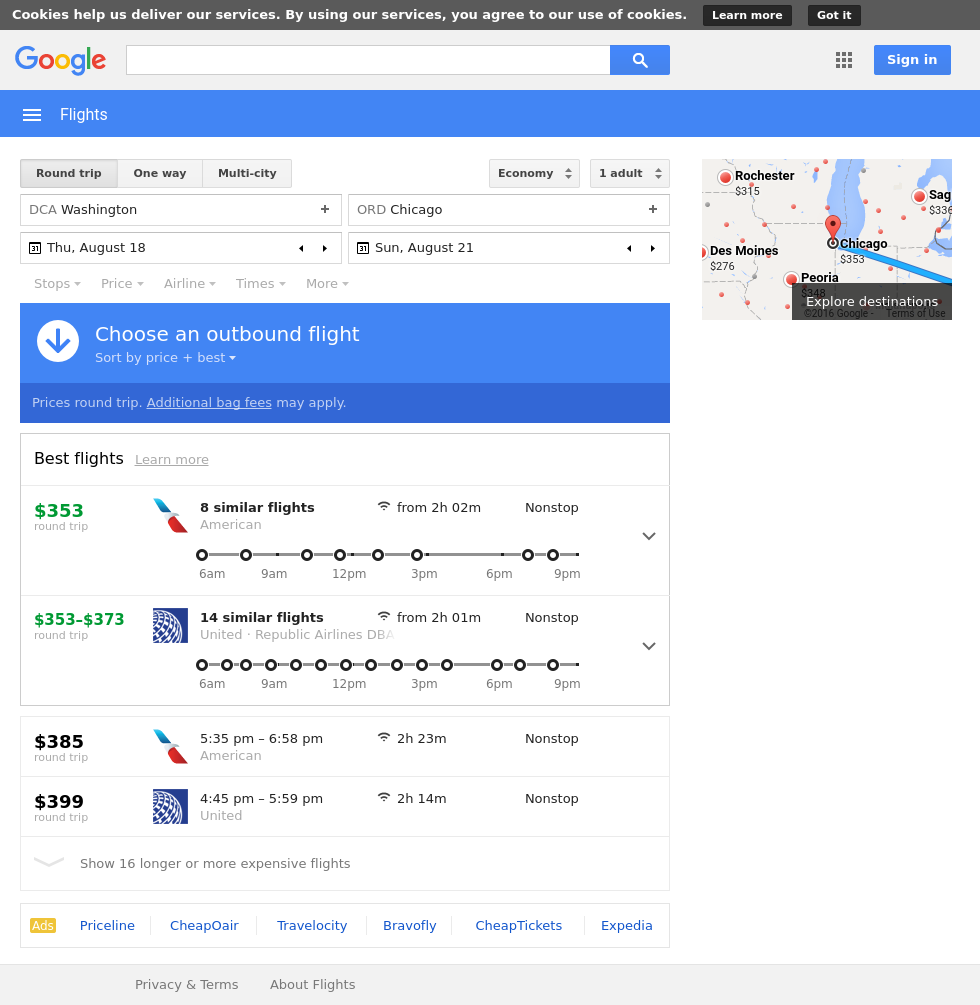 Cookies help us deliver our services. By using our services, you agree to our use of cookies. Learn more Got it
Google
Sign in
Flights
Round trip One way Multi-city Economy 1 adult
DCA Washington + ORD Chicago +
31 Thu, August 18 31 Sun, August 21
Stops Price Airline Times More
Choose an outbound flight
Sort by price + best
Prices round trip. Additional bag fees may apply.
Rochester
$315
Sag
$336
Chicago
$353
Des Moines
$276
Peoria
$348
Explore destinations
©2016 Google - Terms of Use
Best flights Learn more
$353 8 similar flights from 2h 02m Nonstop
round trip American
6am 9am 12pm 3pm 6pm 9pm
$353–$373 14 similar flights from 2h 01m Nonstop
round trip United · Republic Airlines DBA
6am 9am 12pm 3pm 6pm 9pm
$385 5:35 pm – 6:58 pm 2h 23m Nonstop
round trip American
$399 4:45 pm – 5:59 pm 2h 14m Nonstop
round trip United
Show 16 longer or more expensive flights
Ads Priceline CheapOair Travelocity Bravofly CheapTickets Expedia
Privacy & Terms About Flights